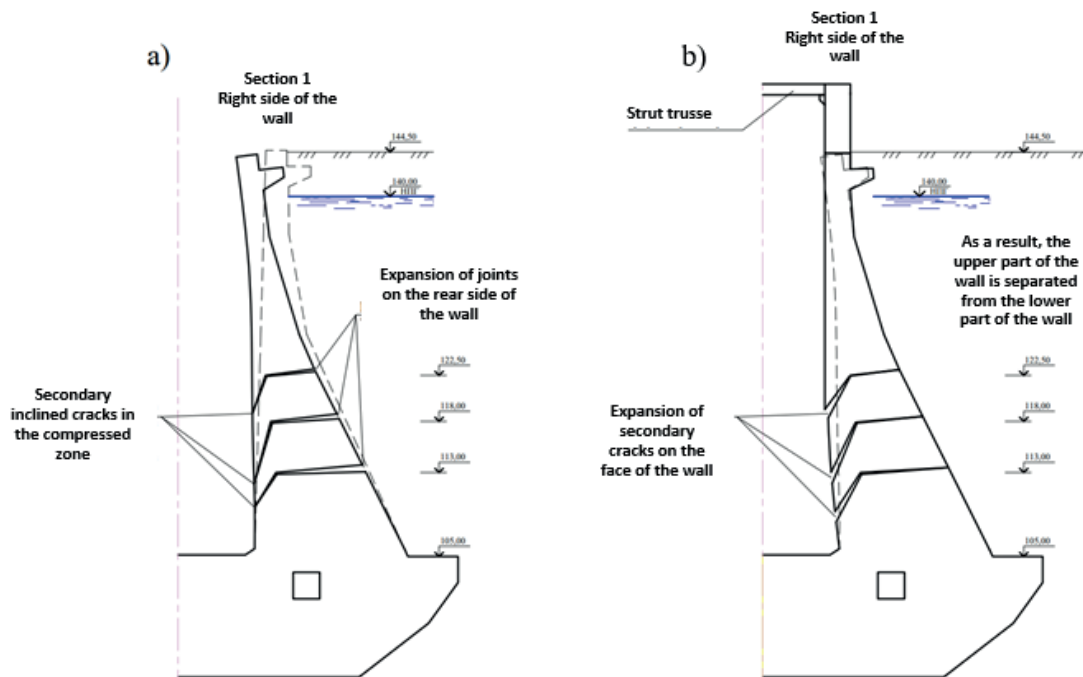 a)
Section 1
Right side of the
wall
144,50
140,00
Expansion of joints
on the rear side of
the wall
122,50
Secondary
inclined cracks in
the compressed
zone
118,00
113,00
105,00
b)
Section 1
Right side of the
wall
Strut trusse
144,50
140,00
As a result, the
upper part of the
wall is separated
from the lower
part of the wall
122,50
Expansion of
secondary
cracks on the
face of the wall
118,00
113,00
105,00